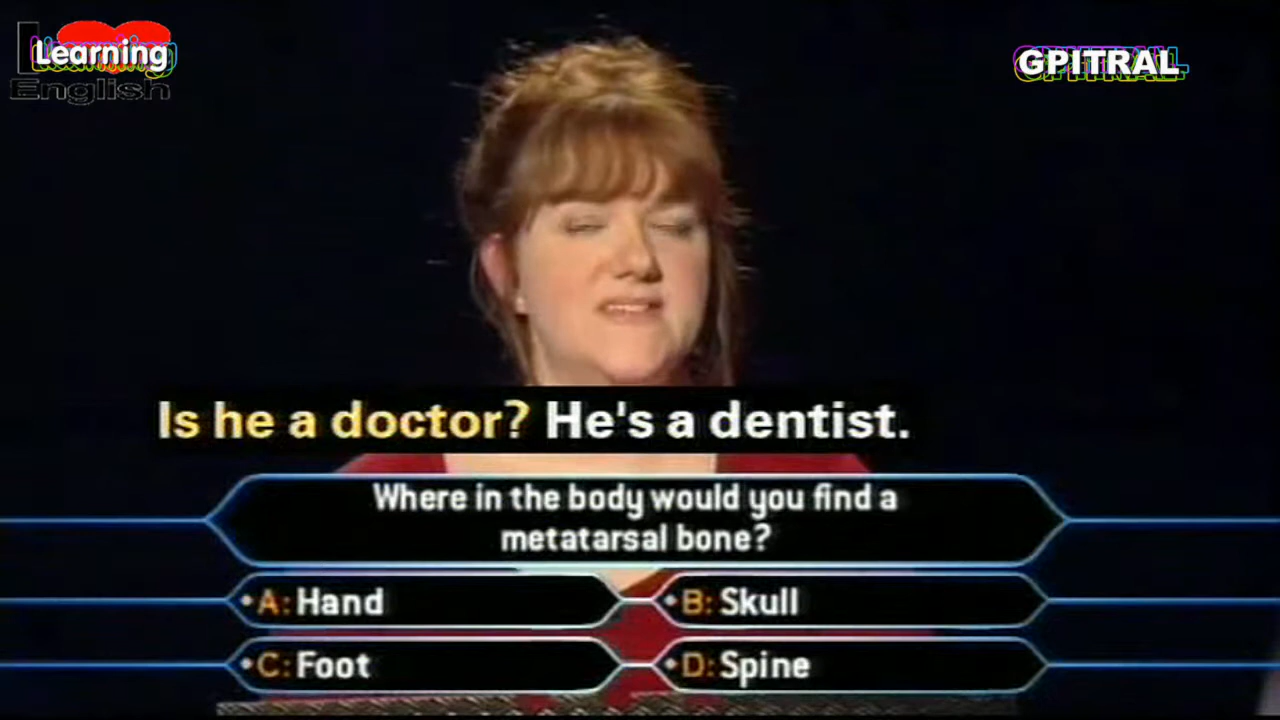 I
Learning
English
GPITRAL
Is he a doctor? He's a dentist.
Where in the body would you find a
metatarsal bone?
A: Hand
B: Skull
C: Foot
D: Spine